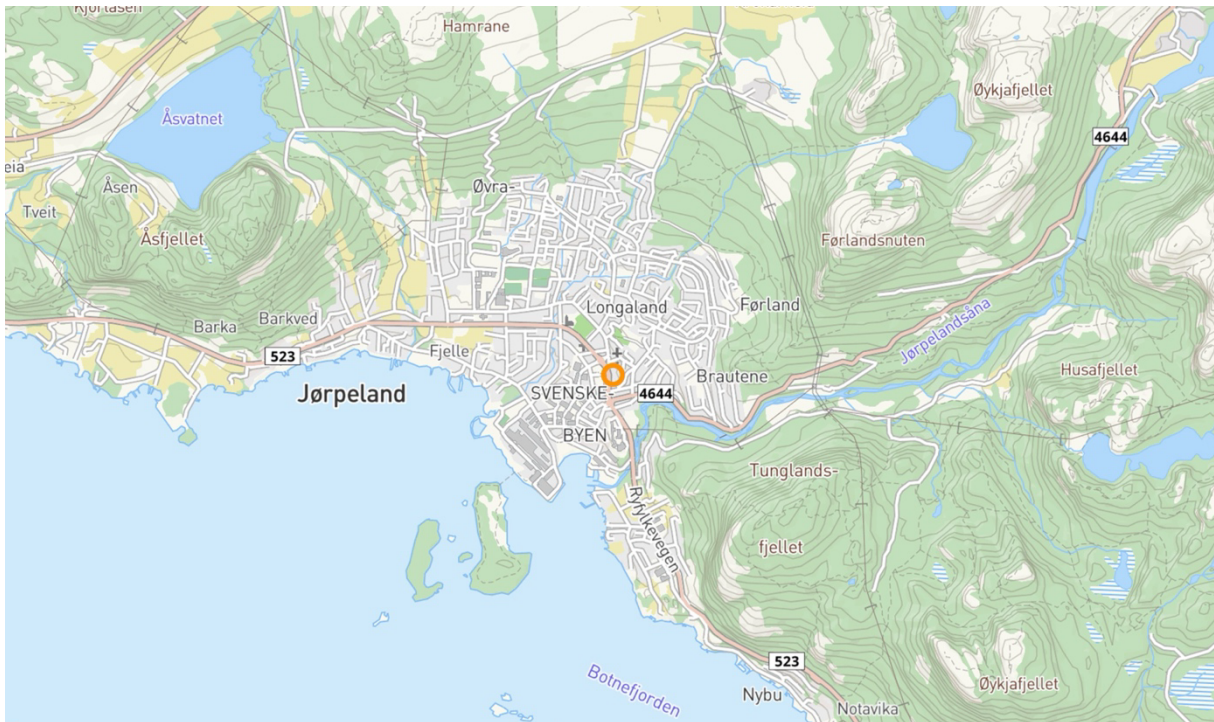 Kjorlasen
Hamrane
Øykjafjellet
Åsvatnet
4644
eia
Åsen
Øvra-
Tveit
Åsfjellet
Førlandsnuten
Longaland
Førland
Barka
Barkved
Jørpelandsåna
523
Fjelle
Husafjellet
Brautene
Jørpeland
SVENSKE-
4644
BYEN
Tunglands-
Ryfylkevegen
fjellet
523
Botnefjorden
Øykjafjellet
Nybu
Notavika